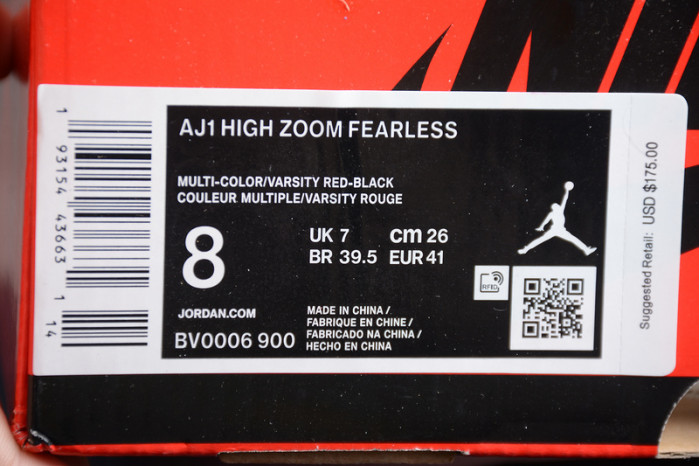 AJ1 HIGH ZOOM FEARLESS
MULTI-COLOR/VARSITY RED-BLACK
COULEUR MULTIPLE/VARSITY ROUGE
8
UK 7 cm 26
BR 39.5 EUR 41
RFID
JORDAN.COM
BV0006 900
MADE IN CHINA /
FABRIQUE EN CHINE /
FABRICADO NA CHINA /
HECHO EN CHINA
1 93154 43663 1
14
Suggested Retail: USD $175.00